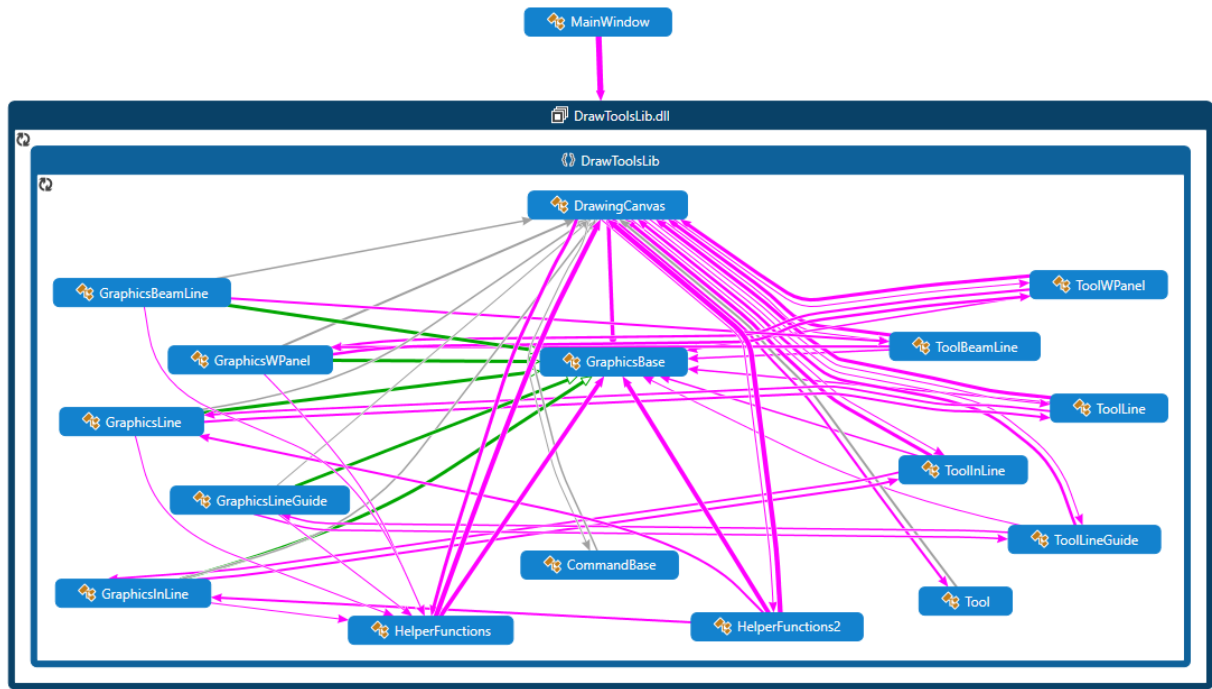 MainWindow
DrawToolsLib.dll
DrawToolsLib
DrawingCanvas
GraphicsBeamLine
ToolWPanel
GraphicsWPanel
GraphicsBase
ToolBeamLine
GraphicsLine
ToolLine
GraphicsLineGuide
ToolInLine
ToolLineGuide
CommandBase
GraphicsInLine
Tool
HelperFunctions
HelperFunctions2